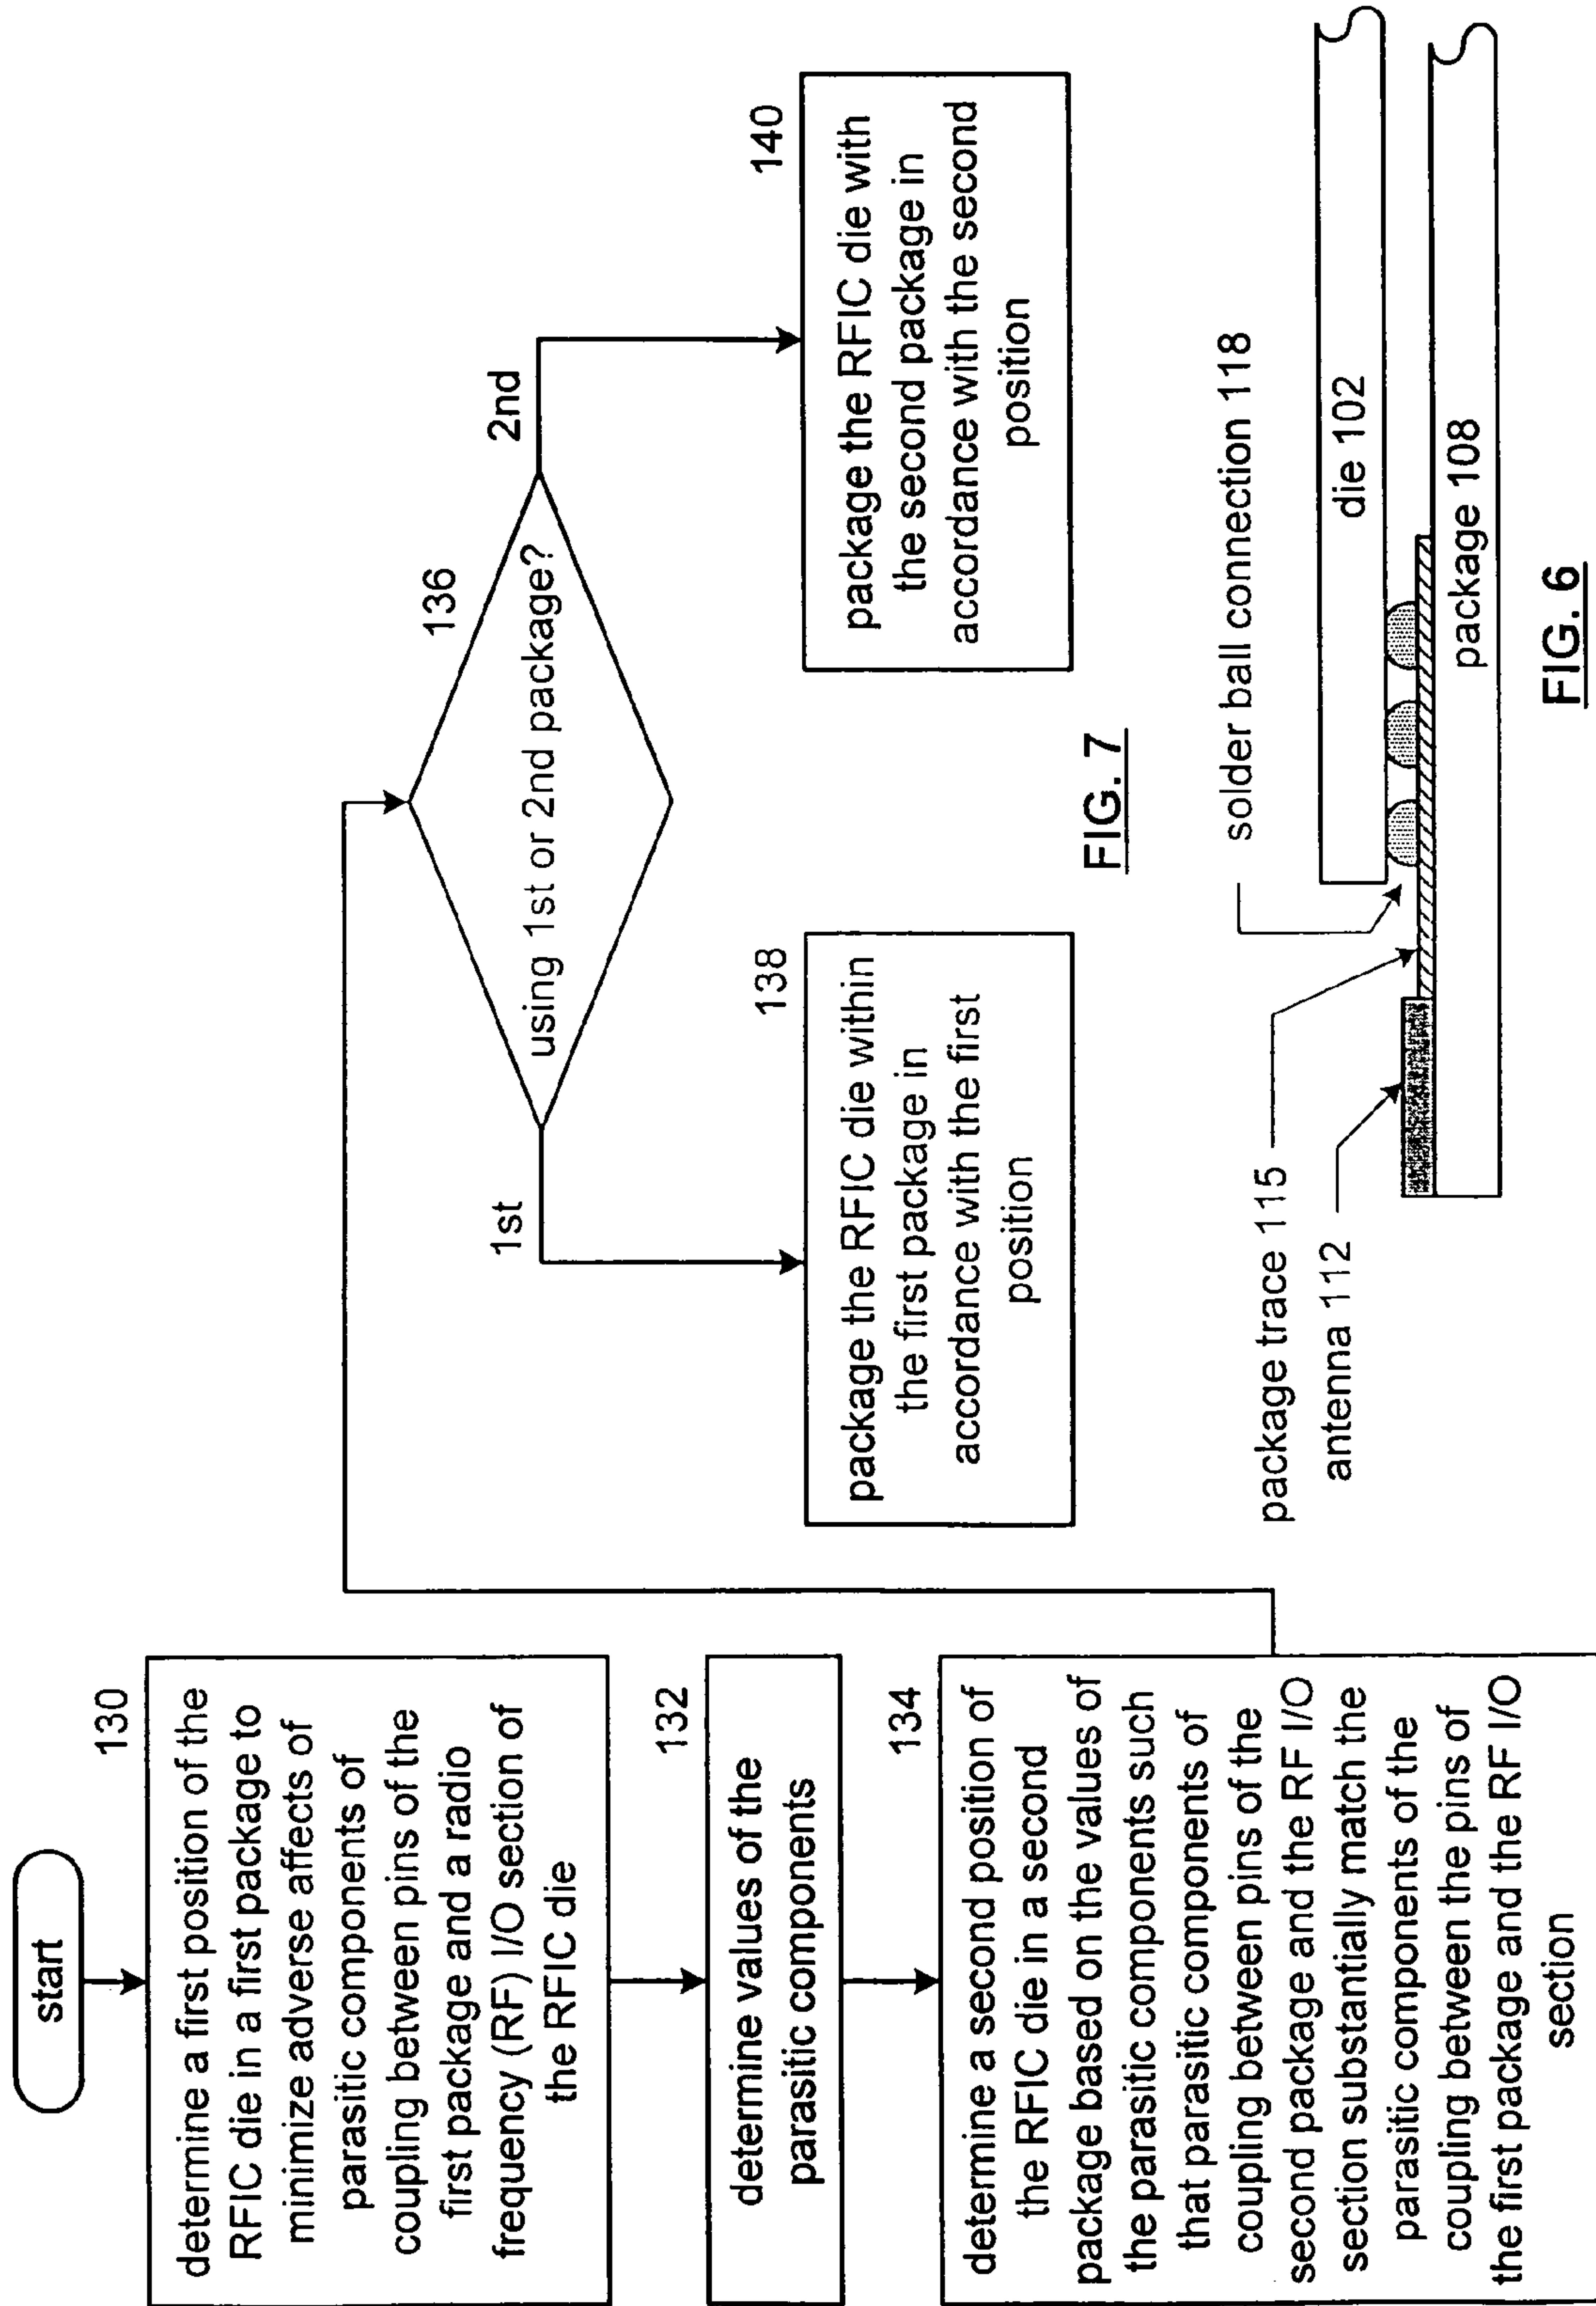 start
130
determine a first position of the
RFIC die in a first package to
minimize adverse affects of
parasitic components of
coupling between pins of the
first package and a radio
frequency (RF) I/O section of
the RFIC die
132
determine values of the
parasitic components
134
determine a second position of
the RFIC die in a second
package based on the values of
the parasitic components such
that parasitic components of
coupling between pins of the
second package and the RF I/O
section substantially match the
parasitic components of the
coupling between the pins of
the first package and the RF I/O
section
136
using 1st or 2nd package?
1st
2nd
138
package the RFIC die within
the first package in
accordance with the first
position
140
package the RFIC die with
the second package in
accordance with the second
position
FIG. 7
solder ball connection 118
package trace 115
antenna 112
die 102
package 108
FIG. 6